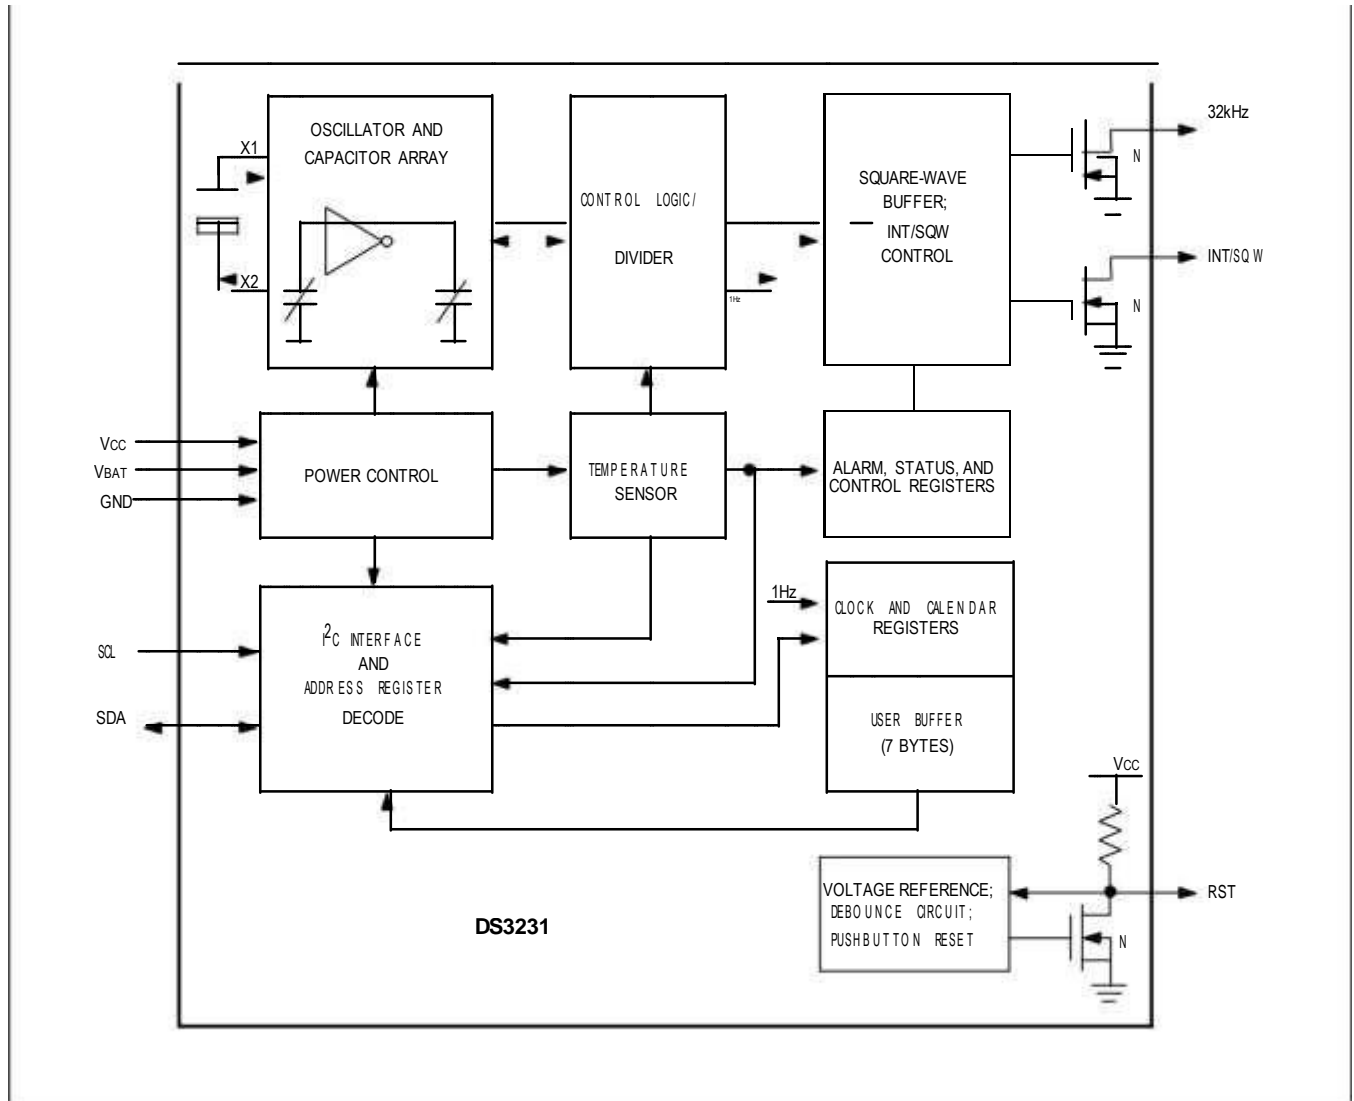 OSCILLATOR AND
CAPACITOR ARRAY
X1
X2
CONTROL LOGIC/
DIVIDER
1Hz
SQUARE-WAVE
BUFFER;
INT/SQW
CONTROL
32kHz
N
INT/SQW
N
VCC
VBAT
GND
POWER CONTROL
TEMPERATURE
SENSOR
ALARM, STATUS, AND
CONTROL REGISTERS
1Hz
CLOCK AND CALENDAR
REGISTERS
SCL
SDA
I2C INTERFACE
AND
ADDRESS REGISTER
DECODE
USER BUFFER
(7 BYTES)
VCC
VOLTAGE REFERENCE;
DEBOUNCE CIRCUIT;
PUSHBUTTON RESET
RST
N
DS3231